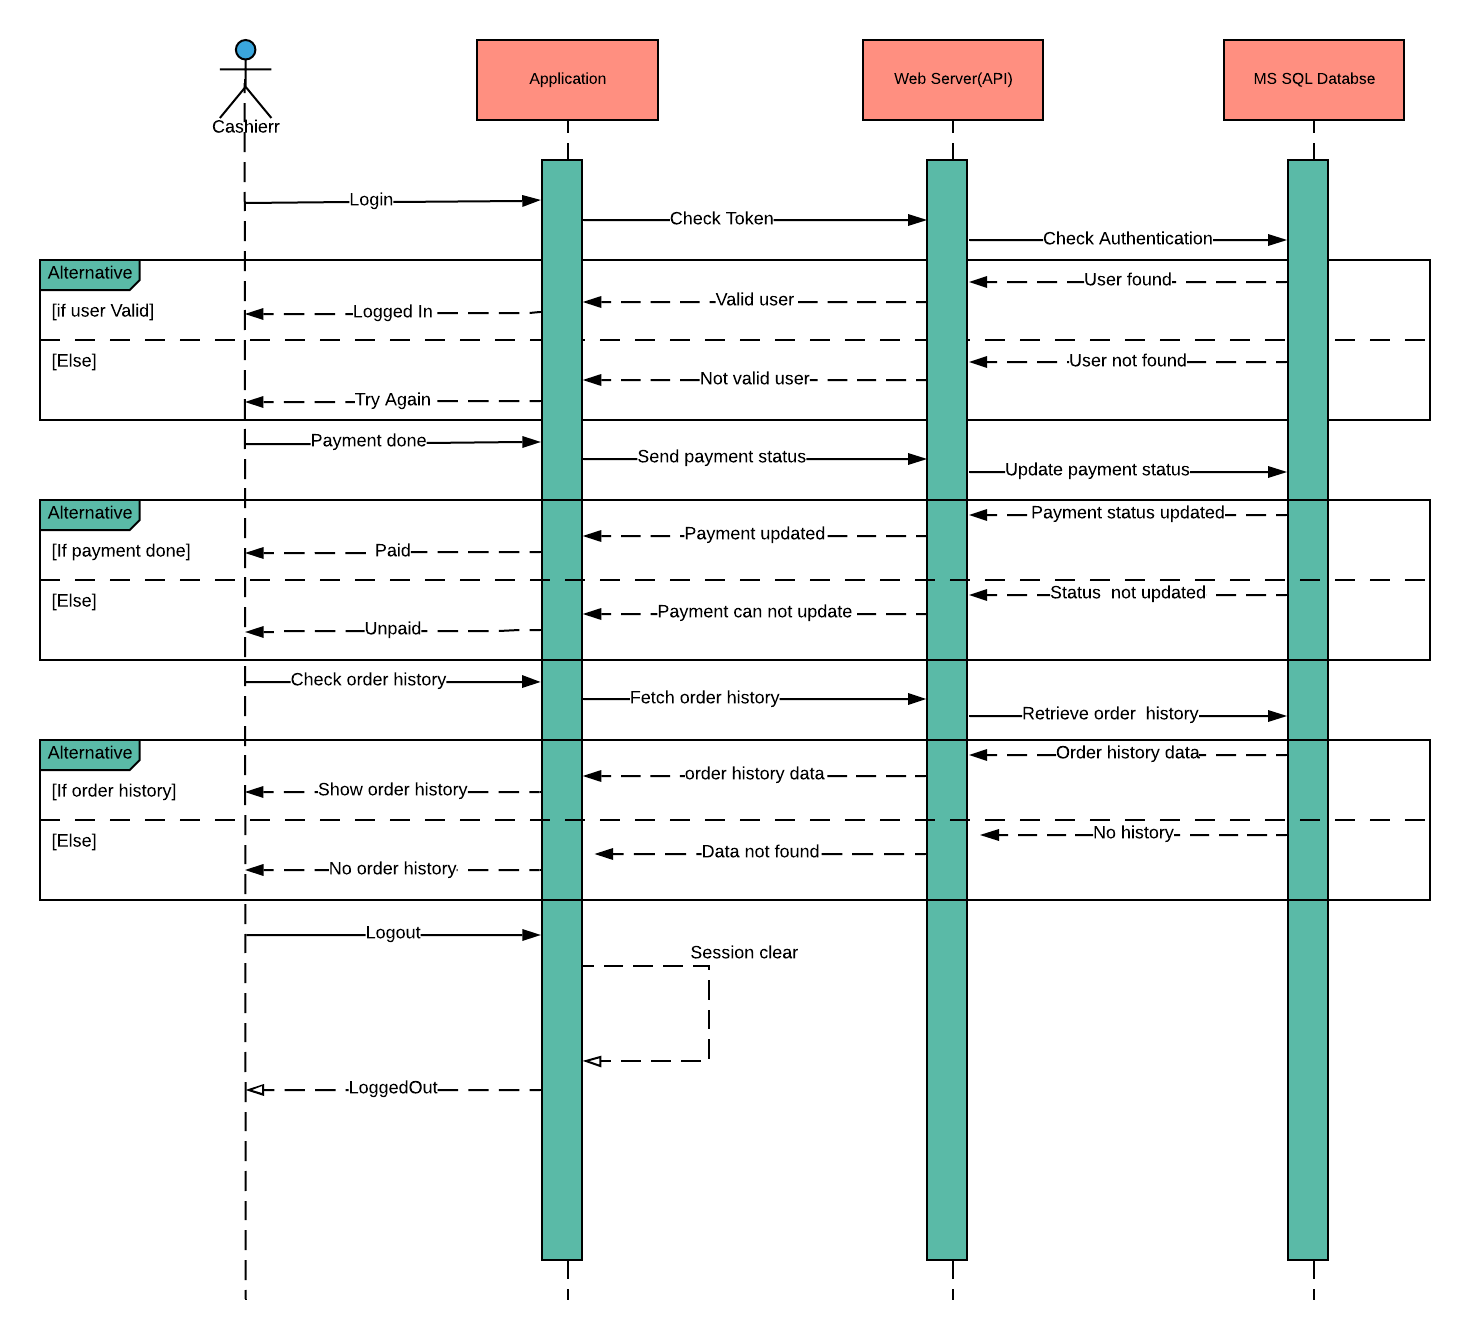 Cashierr
Application
Web Server(API)
MS SQL Databse
Login
Check Token
Check Authentication
Alternative
User found
Valid user
[if user Valid]
Logged In
[Else]
User not found
Not valid user
Try Again
Payment done
Send payment status
Update payment status
Alternative
Payment status updated
Payment updated
[If payment done]
Paid
[Else]
Status  not updated
Payment can not update
Unpaid
Check order history
Fetch order history
Retrieve order  history
Alternative
Order history data
order history data
[If order history]
Show order history
[Else]
No history
Data not found
No order history
Logout
Session clear
LoggedOut